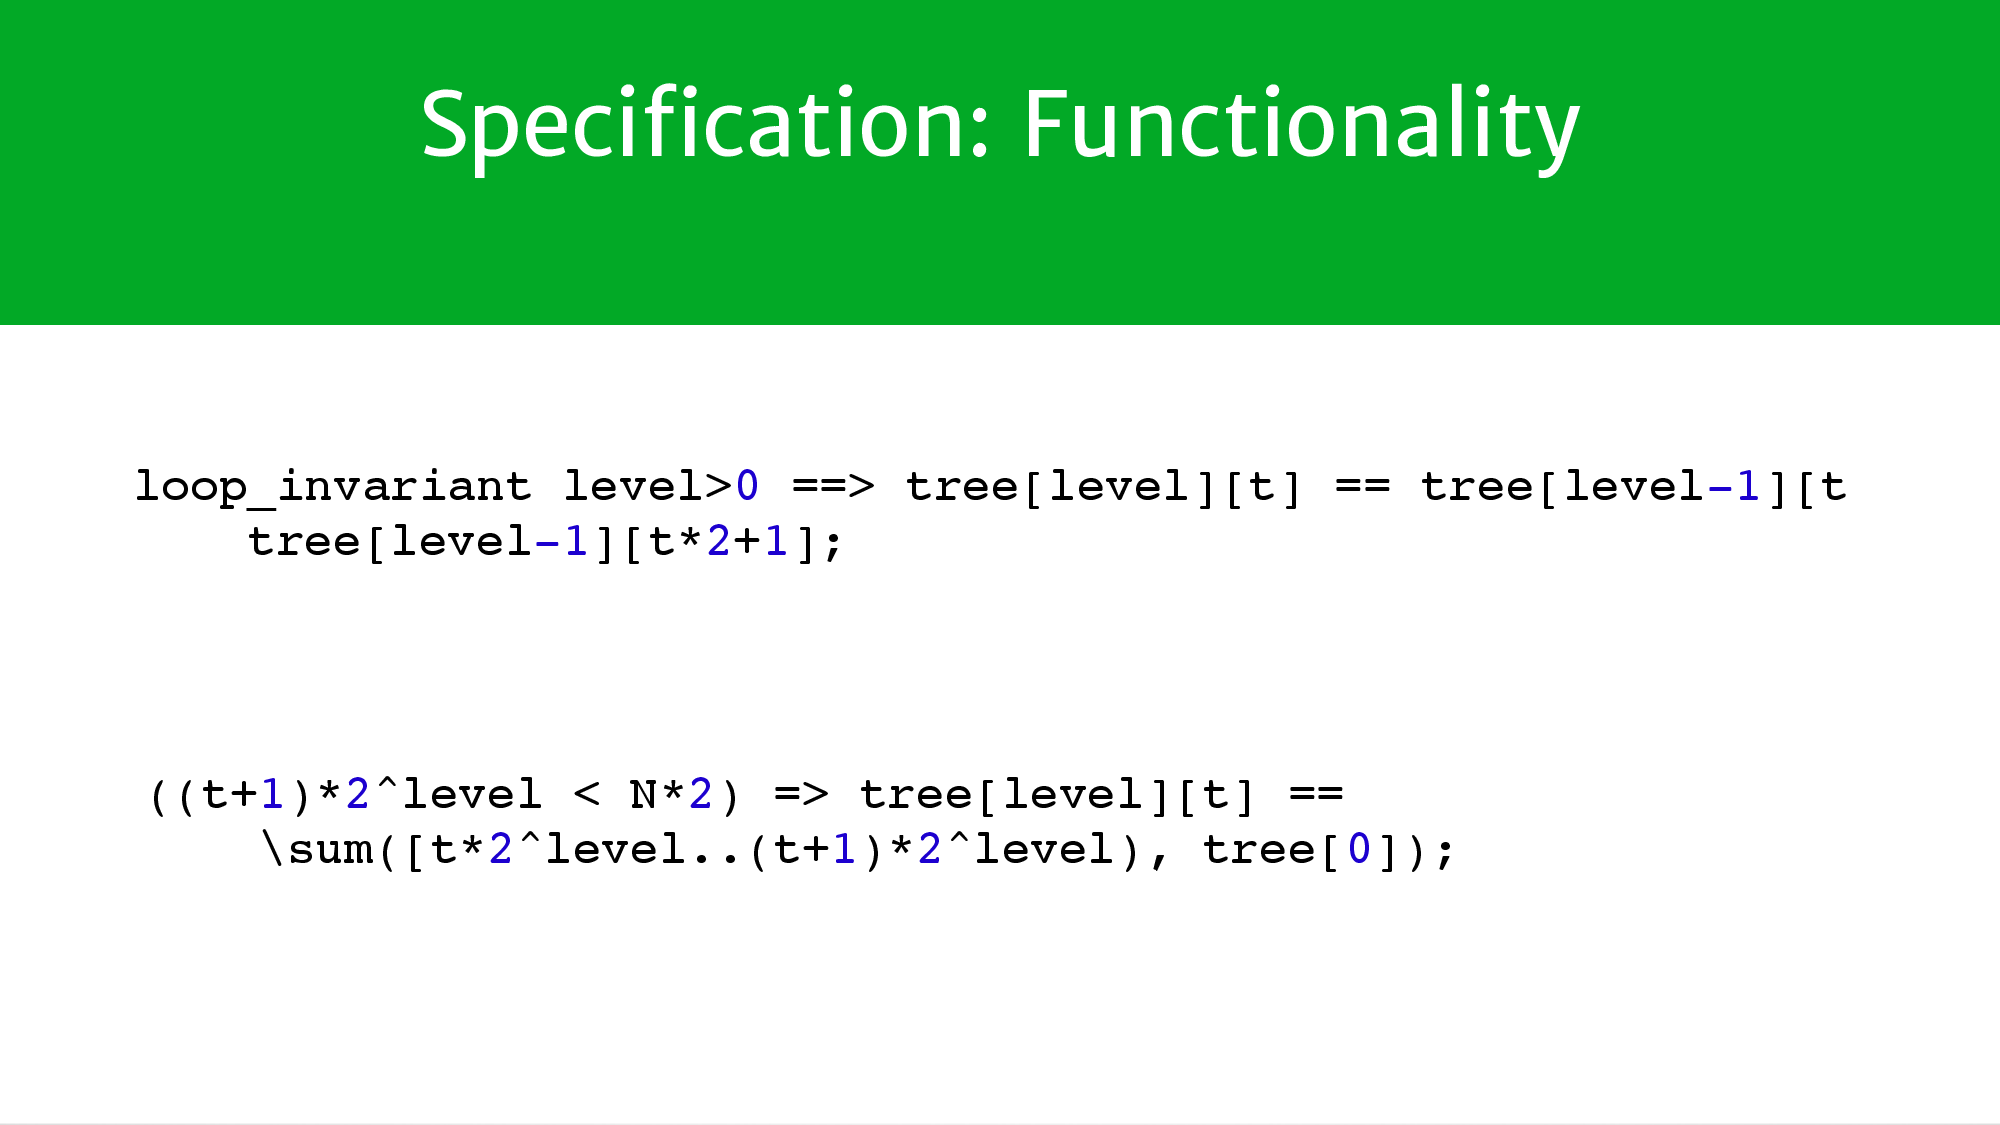 Specification: Functionality
loop_invariant level>0 ==> tree[level][t] == tree[level-1][t
tree[level-1][t*2+1];
((t+1)*2^level < N*2) => tree[level][t] ==
\sum([t*2^level..(t+1)*2^level), tree[0]);